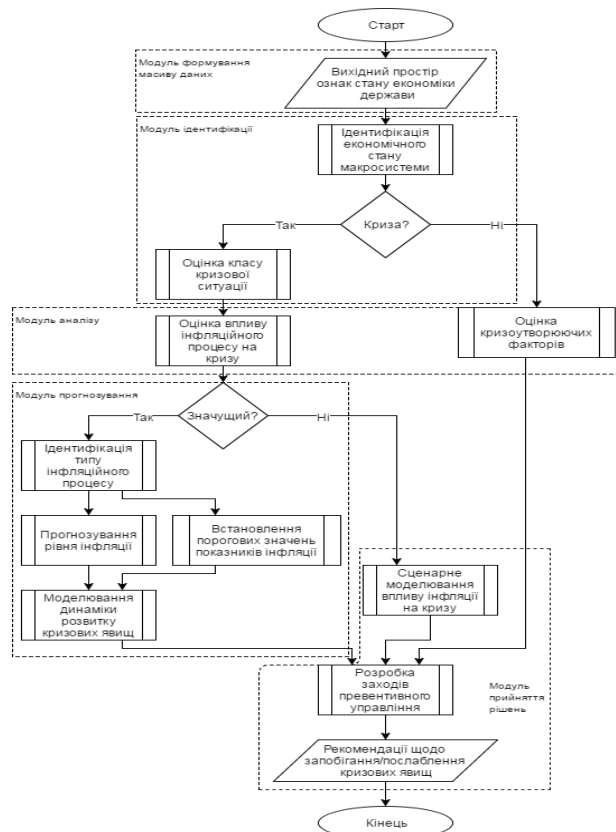 Старт
Модуль формування
масиву даних
Вихідний простір
ознак стану економіки
держави
Модуль ідентифікації
Ідентифікація
економічного
стану
макросистеми
Криза?
Так
Ні
Оцінка класу
кризової
ситуації
Модуль аналізу
Оцінка впливу
інфляційного
процесу на
кризу
Оцінка
кризоутворюючих
факторів
Модуль прогнозування
Значущий?
Так
Ні
Ідентифікація
типу
інфляційного
процесу
Прогнозування
рівня інфляції
Встановлення
порогових значень
показників інфляції
Моделювання
динаміки
розвитку
кризових явищ
Сценарне
моделювання
впливу інфляції
на кризу
Розробка
заходів
превентивного
управління
Модуль
прийняття
рішень
Рекомендації щодо
запобігання/послаблення
кризових явищ
Кінець